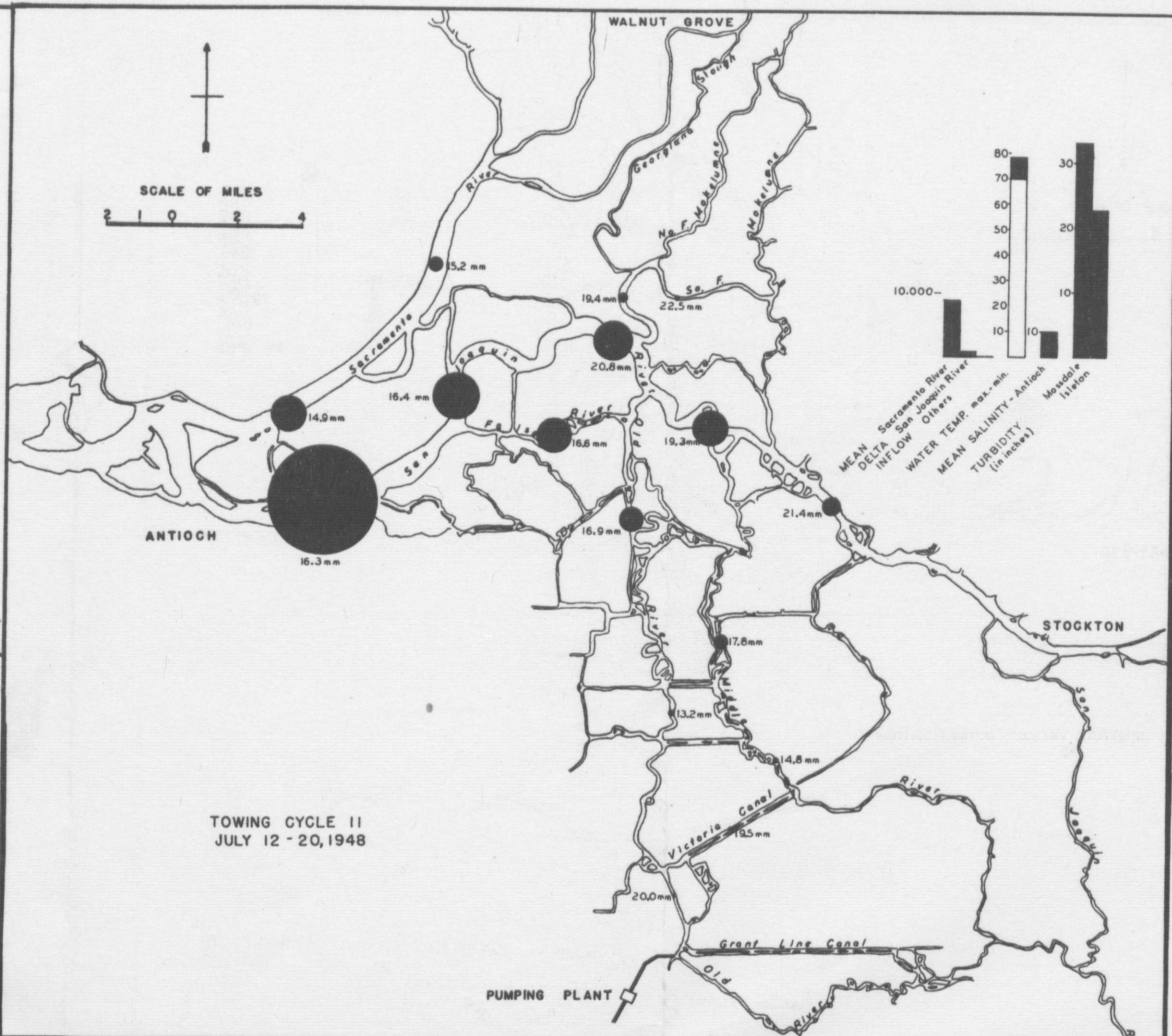 WALNUT GROVE
SCALE OF MILES
2 1 0 2 4
Slough
Georgiana
River
No. F. Mokelumne
Mokelumne
So. F.
15.2 mm
19.4 mm
22.5 mm
Sacramento
20.8 mm
River
16.4 mm
Joaquin
14.9 mm
False River
16.6 mm
Old
19.3 mm
San
16.9 mm
21.4 mm
ANTIOCH
16.3 mm
STOCKTON
River
17.8 mm
Middle
13.2 mm
14.8 mm
River
San
Joaquin
Victoria Canal
19.5 mm
20.0 mm
Grant Line Canal
Old
River
PUMPING PLANT
TOWING CYCLE 11
JULY 12 - 20, 1948
10.000
80
70
60
50
40
30
20
10
10
30
20
10
MEAN Sacramento River
DELTA San Joaquin River
INFLOW Others
WATER TEMP. max.-min.
MEAN SALINITY - Antioch
TURBIDITY Mossdale
(in inches) Isleton